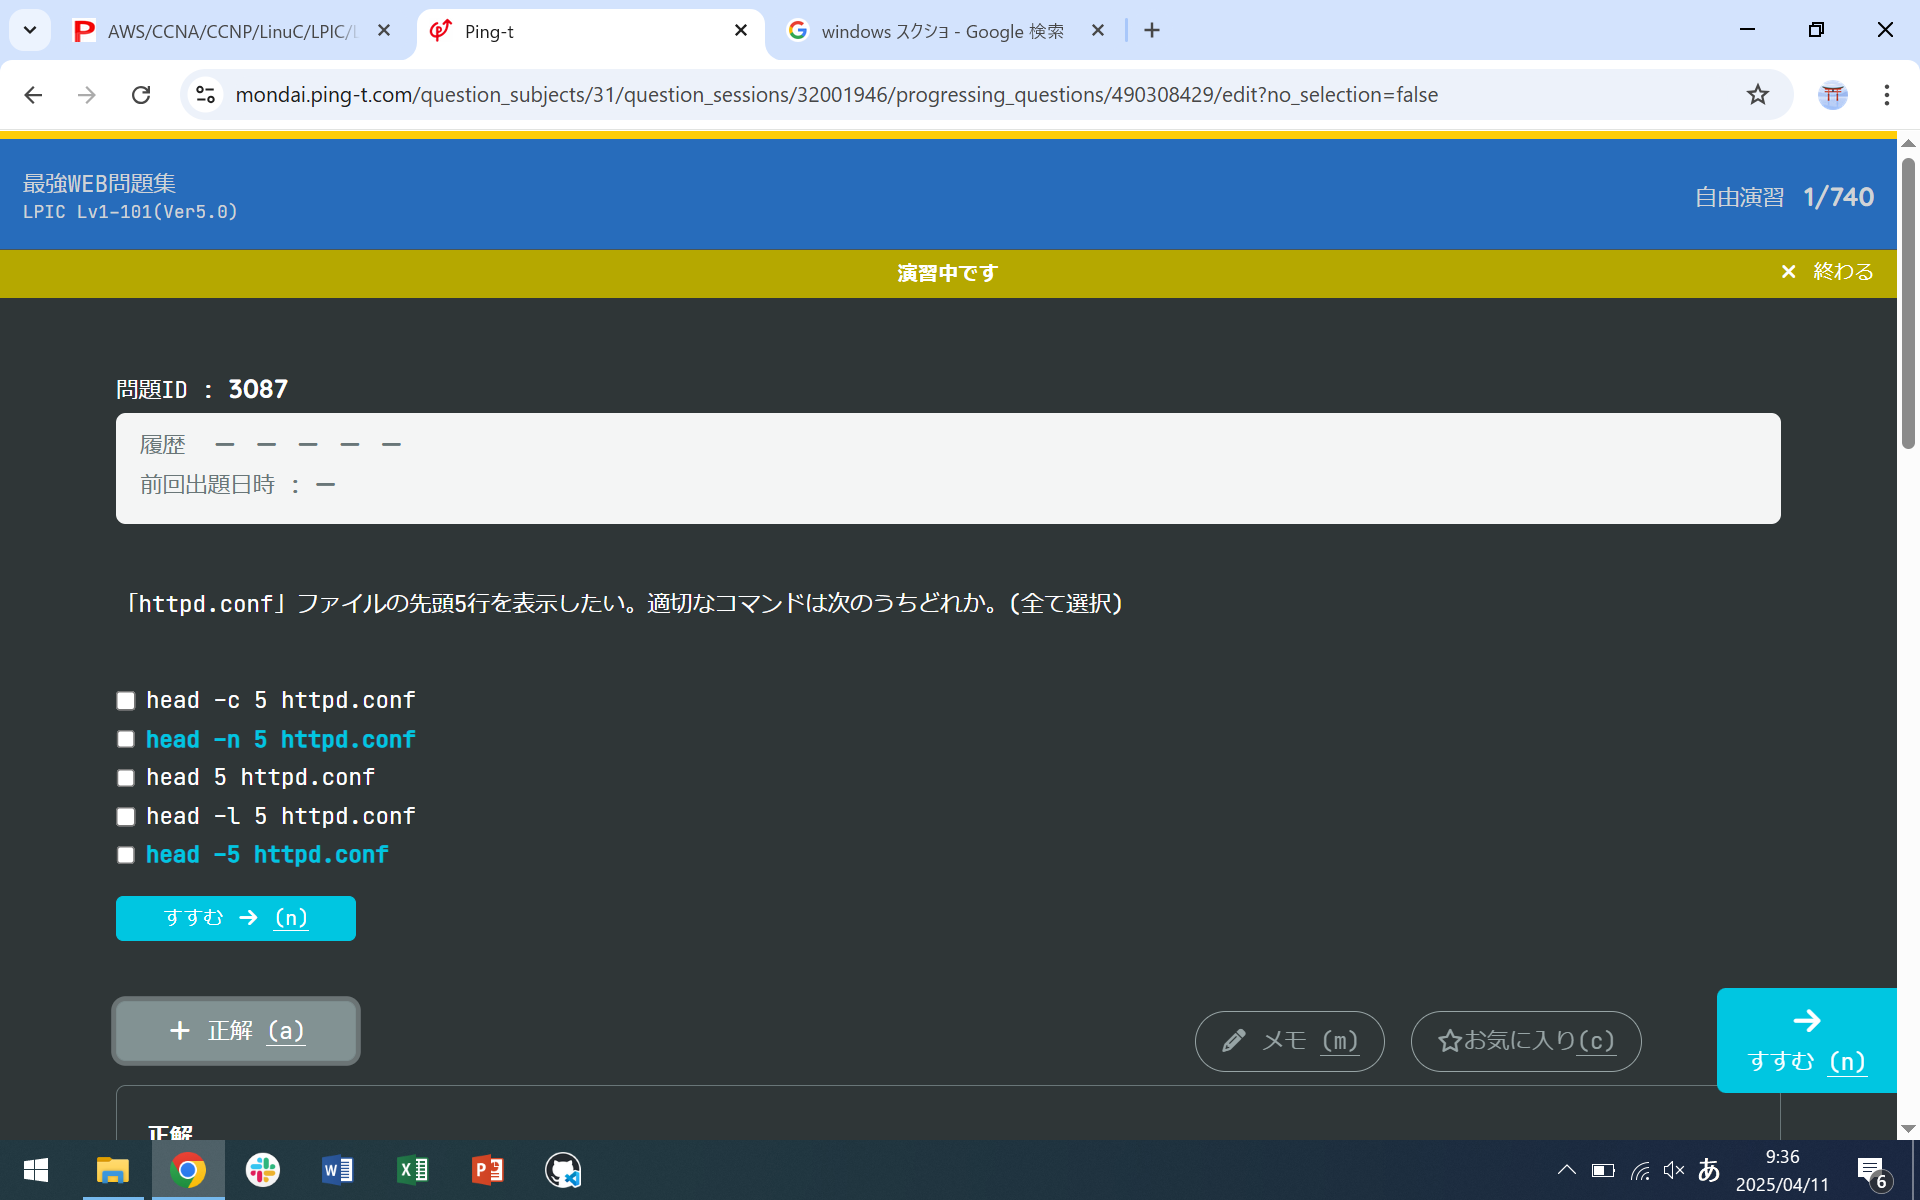 AWS/CCNA/CCNP/LinuC/LPIC/L
Ping-t
windows スクショ - Google 検索
mondai.ping-t.com/question_subjects/31/question_sessions/32001946/progressing_questions/490308429/edit?no_selection=false
最強WEB問題集
LPIC Lv1-101(Ver5.0)
自由演習 1/740
演習中です
× 終わる
問題ID : 3087
履歴 ー ー ー ー ー
前回出題日時 : ー
「httpd.conf」ファイルの先頭5行を表示したい。適切なコマンドは次のうちどれか。(全て選択)
head -c 5 httpd.conf
head -n 5 httpd.conf
head 5 httpd.conf
head -l 5 httpd.conf
head -5 httpd.conf
すすむ → (n)
+ 正解 (a)
メモ (m)
☆お気に入り(c)
→
すすむ (n)
正解
あ
9:36
2025/04/11
6